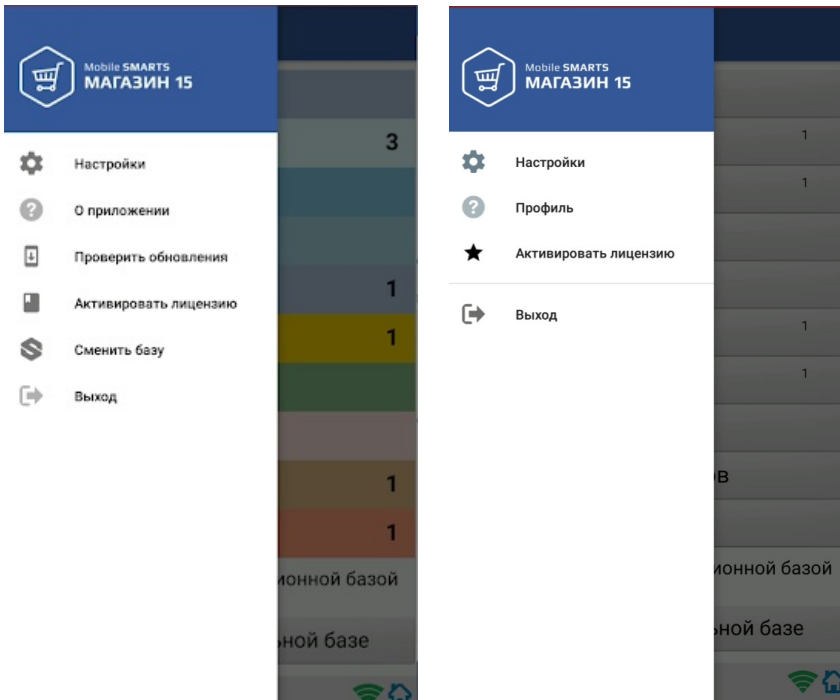 Mobile SMARTS
МАГАЗИН 15
Настройки
О приложении
Проверить обновления
Активировать лицензию
Сменить базу
Выход
3
1
1
1
1
ионной базой
ьной базе
Mobile SMARTS
МАГАЗИН 15
Настройки
Профиль
Активировать лицензию
Выход
1
1
1
1
ов
ионной базой
ьной базе